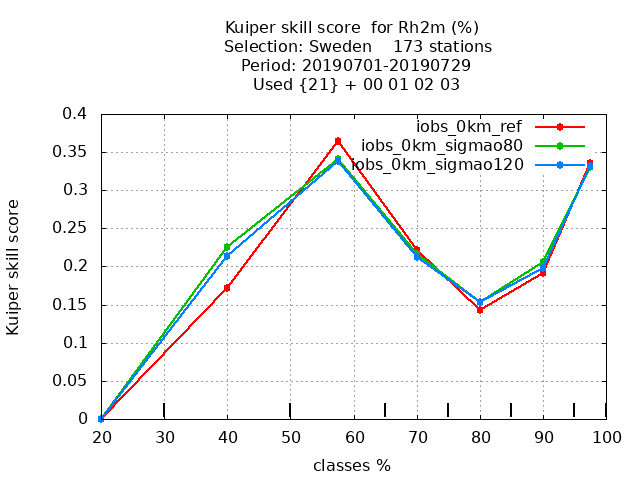 Kuiper skill score  for Rh2m (%)
Selection: Sweden    173 stations
Period: 20190701-20190729
Used {21} + 00 01 02 03
iobs_0km_ref
iobs_0km_sigmao80
iobs_0km_sigmao120
Kuiper skill score
0.4
0.35
0.3
0.25
0.2
0.15
0.1
0.05
0
20 30 40 50 60 70 80 90 100
classes %